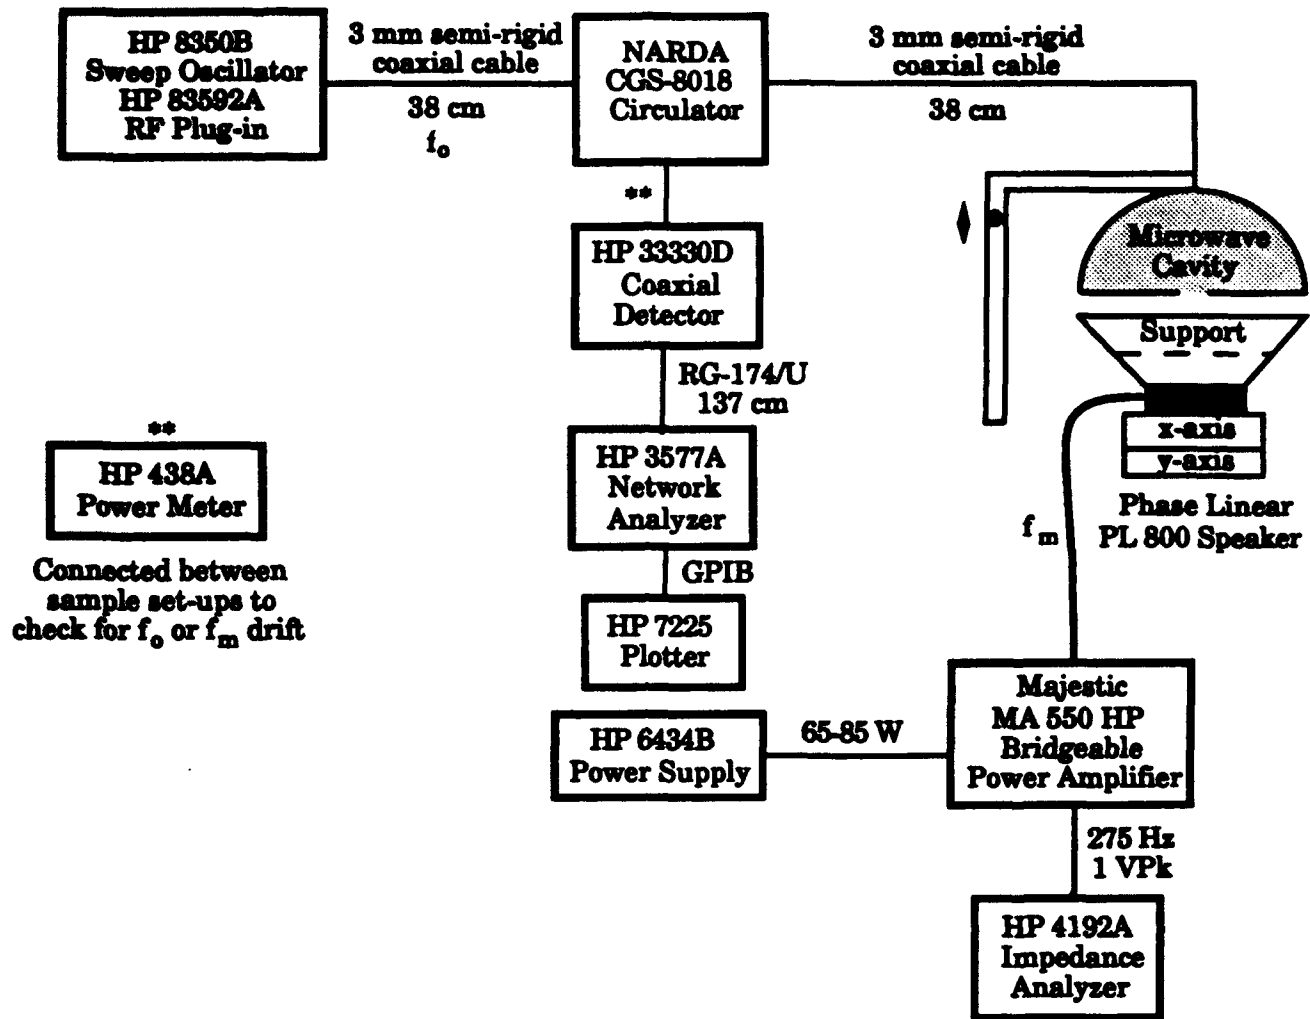 HP 8350B
Sweep Oscillator
HP 83592A
RF Plug-in
3 mm semi-rigid
coaxial cable
38 cm
f_o
NARDA
CGS-8018
Circulator
3 mm semi-rigid
coaxial cable
38 cm
**
HP 33330D
Coaxial
Detector
Microwave
Cavity
Support
RG-174/U
137 cm
x-axis
y-axis
Phase Linear
PL 800 Speaker
f_m
**
HP 438A
Power Meter
Connected between
sample set-ups to
check for f_o or f_m drift
HP 3577A
Network
Analyzer
GPIB
HP 7225
Plotter
HP 6434B
Power Supply
65-85 W
Majestic
MA 550 HP
Bridgeable
Power Amplifier
275 Hz
1 VPk
HP 4192A
Impedance
Analyzer